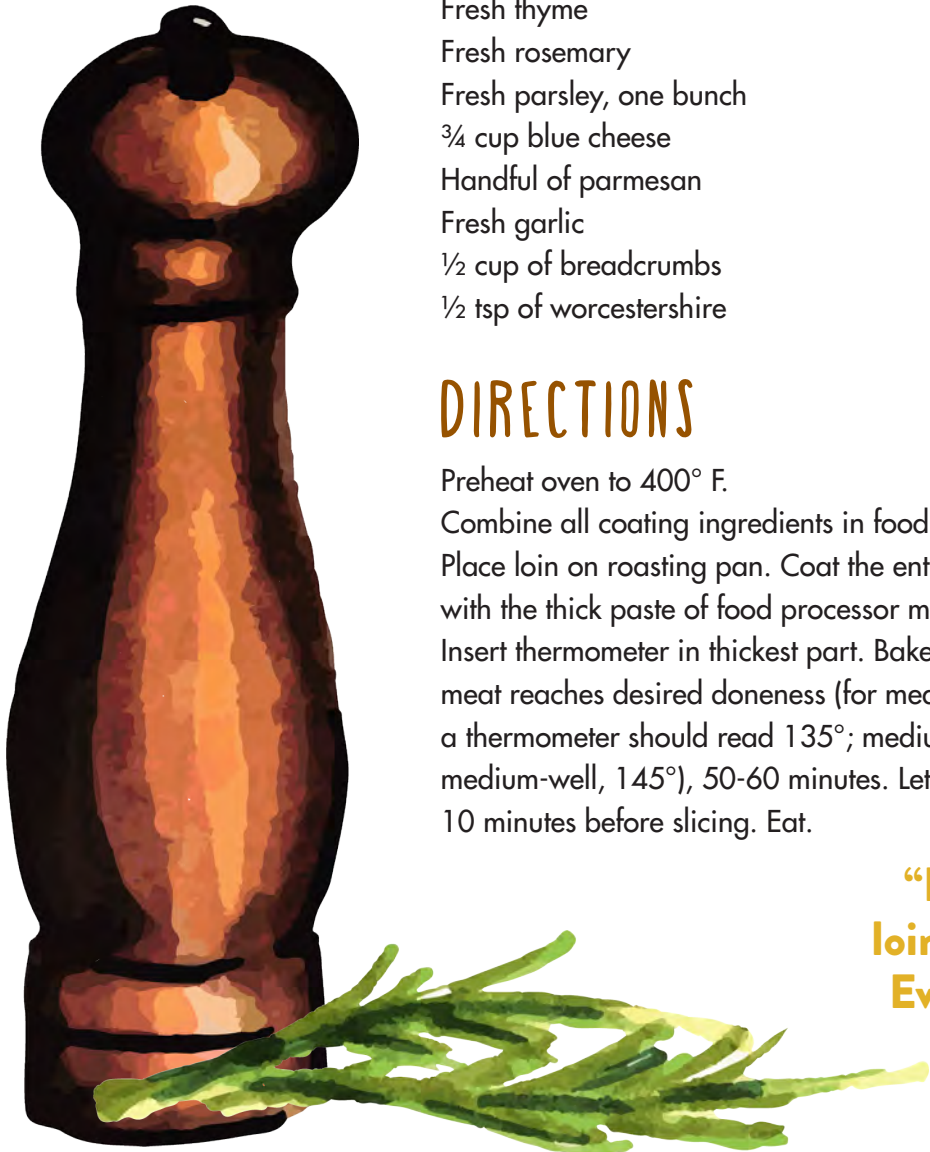 Fresh thyme
Fresh rosemary
Fresh parsley, one bunch
¾ cup blue cheese
Handful of parmesan
Fresh garlic
½ cup of breadcrumbs
½ tsp of worcestershire
DIRECTIONS
Preheat oven to 400° F.
Combine all coating ingredients in food
Place loin on roasting pan. Coat the ent
with the thick paste of food processor m
Insert thermometer in thickest part. Bake
meat reaches desired doneness (for med
a thermometer should read 135°; mediu
medium-well, 145°), 50-60 minutes. Let
10 minutes before slicing. Eat.
loin
Ev